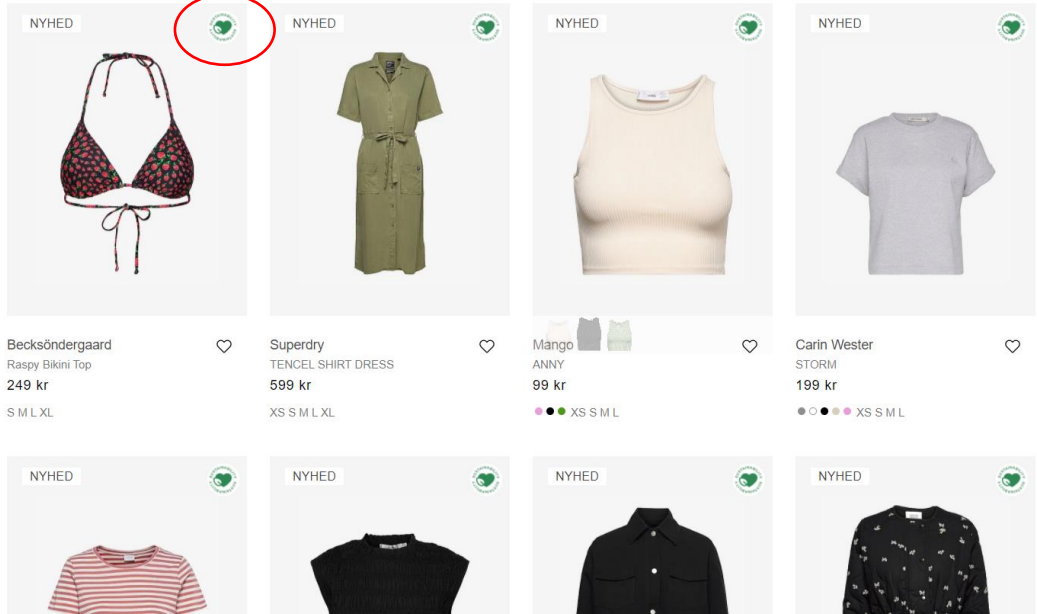 NYHED
NYHED
NYHED
NYHED
Becksöndergaard
Raspy Bikini Top
249 kr
S M L XL
Superdry
TENCEL SHIRT DRESS
599 kr
XS S M L XL
Mango
ANNY
99 kr
XS S M L
Carin Wester
STORM
199 kr
XS S M L
NYHED
NYHED
NYHED
NYHED